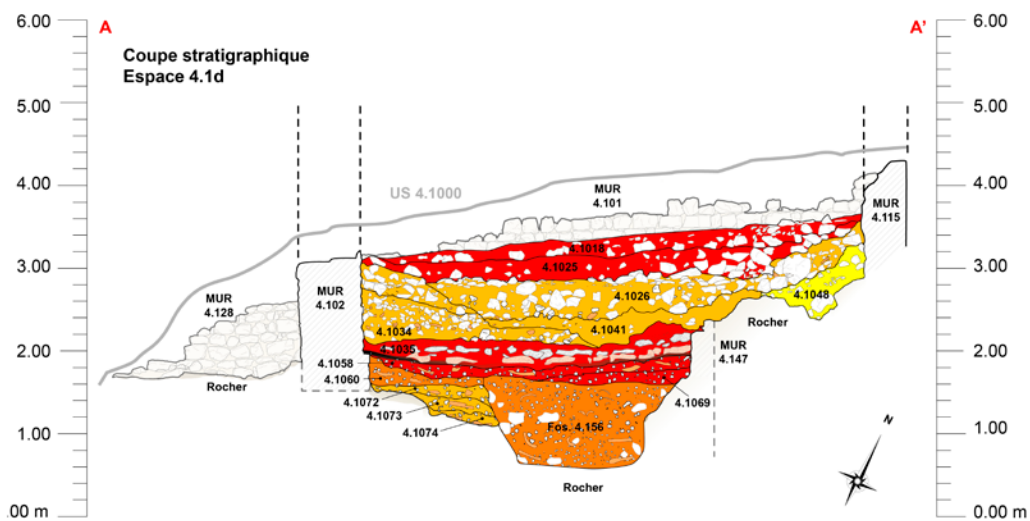 6.00
A
A'
6.00
Coupe stratigraphique
Espace 4.1d
5.00
5.00
US 4.1000
MUR
4.101
4.00
4.00
MUR
4.115
4.1018
4.1025
3.00
3.00
MUR
4.128
MUR
4.102
4.1026
4.1048
4.1034
4.1041
Rocher
4.1035
MUR
4.147
2.00
2.00
4.1058
4.1060
Rocher
4.1072
4.1069
4.1073
4.1074
Fos. 4.156
1.00
1.00
N
Rocher
.00 m
.00 m